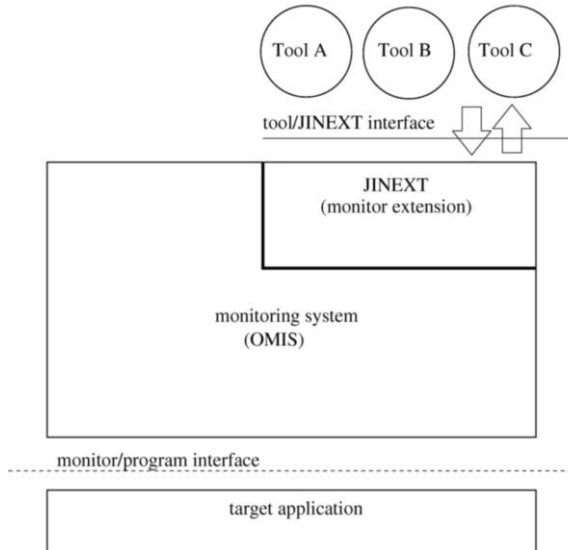 Tool A
Tool B
Tool C
tool/JINEXT interface
JINEXT
(monitor extension)
monitoring system
(OMIS)
monitor/program interface
target application